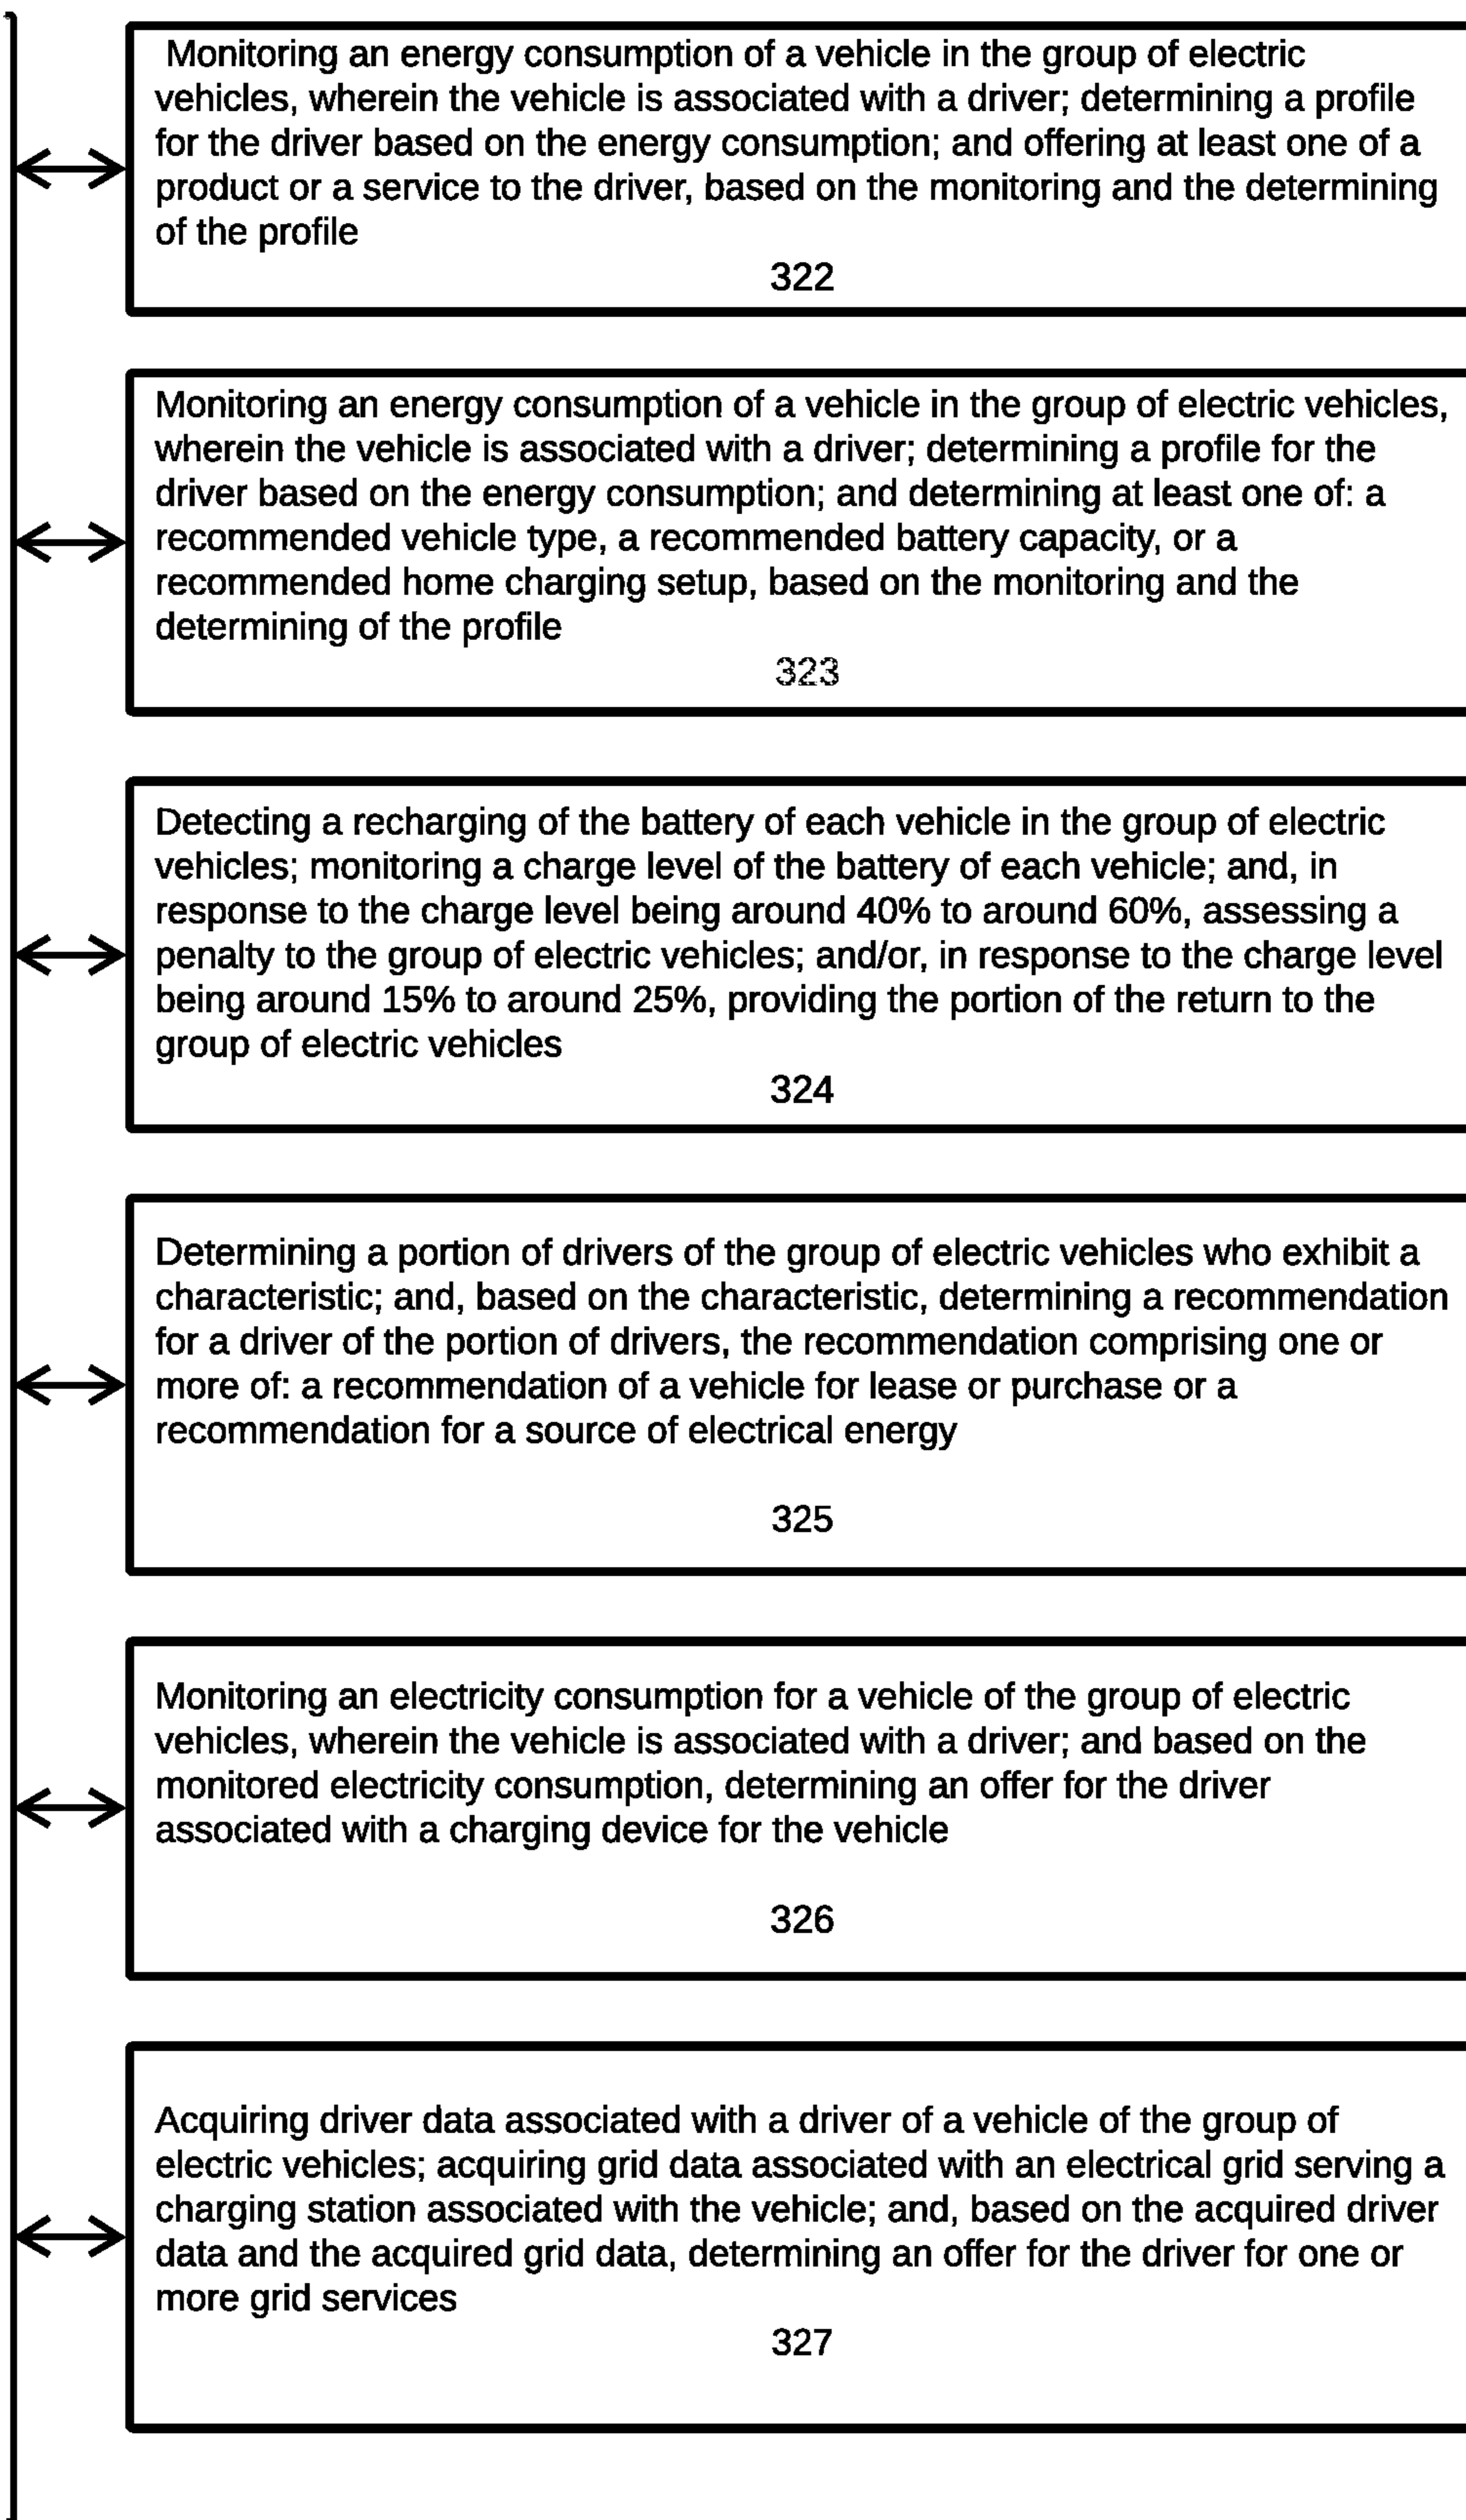 Monitoring an energy consumption of a vehicle in the group of electric
vehicles, wherein the vehicle is associated with a driver; determining a profile
for the driver based on the energy consumption; and offering at least one of a
product or a service to the driver, based on the monitoring and the determining
of the profile
322
Monitoring an energy consumption of a vehicle in the group of electric vehicles,
wherein the vehicle is associated with a driver; determining a profile for the
driver based on the energy consumption; and determining at least one of: a
recommended vehicle type, a recommended battery capacity, or a
recommended home charging setup, based on the monitoring and the
determining of the profile
323
Detecting a recharging of the battery of each vehicle in the group of electric
vehicles; monitoring a charge level of the battery of each vehicle; and, in
response to the charge level being around 40% to around 60%, assessing a
penalty to the group of electric vehicles; and/or, in response to the charge level
being around 15% to around 25%, providing the portion of the return to the
group of electric vehicles
324
Determining a portion of drivers of the group of electric vehicles who exhibit a
characteristic; and, based on the characteristic, determining a recommendation
for a driver of the portion of drivers, the recommendation comprising one or
more of: a recommendation of a vehicle for lease or purchase or a
recommendation for a source of electrical energy
325
Monitoring an electricity consumption for a vehicle of the group of electric
vehicles, wherein the vehicle is associated with a driver; and based on the
monitored electricity consumption, determining an offer for the driver
associated with a charging device for the vehicle
326
Acquiring driver data associated with a driver of a vehicle of the group of
electric vehicles; acquiring grid data associated with an electrical grid serving a
charging station associated with the vehicle; and, based on the acquired driver
data and the acquired grid data, determining an offer for the driver for one or
more grid services
327